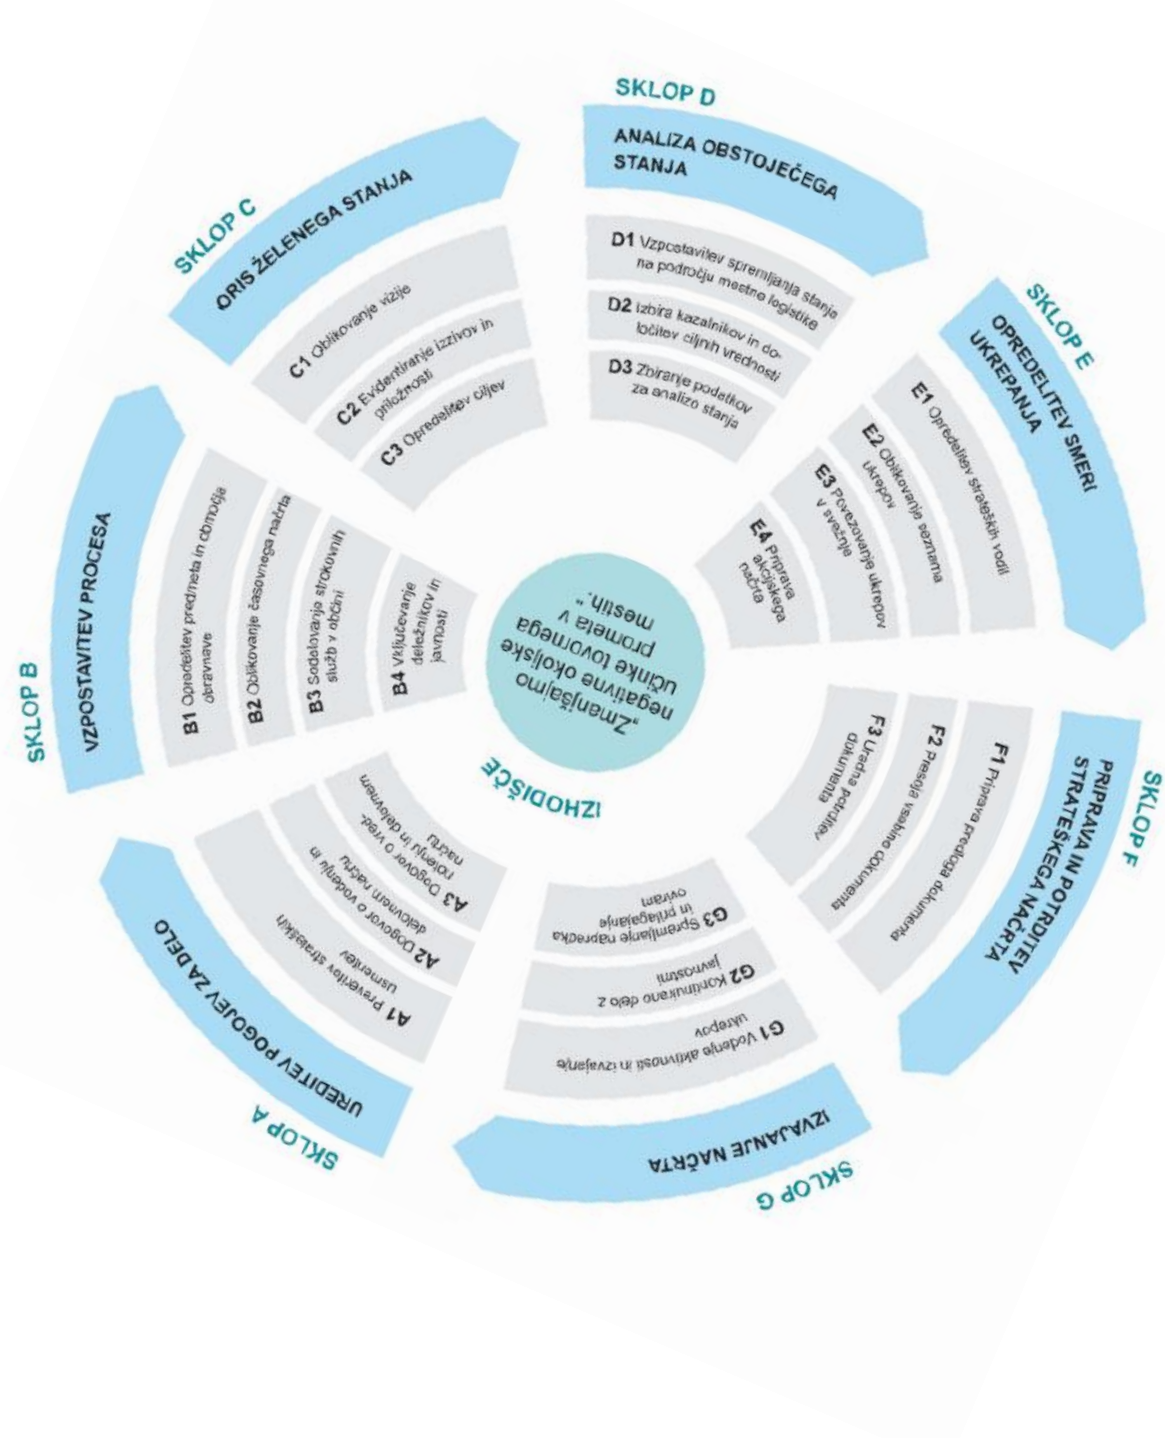 IZHODIŠČE
„Zmanjšajmo
negativne okoljske
učinke tovornega
prometa v
mestih.“
SKLOP A
UREDITEV POGOJEV ZA DELO
A1 Preveritev strateških
usmeritev
A2 Dogovor o vodenju in
delovnem načrtu
A3 Dogovor o vred-
notenju in delovnem
načrtu
SKLOP B
VZPOSTAVITEV PROCESA
B1 Opredelitev predmeta in območja
obravnave
B2 Oblikovanje časovnega načrta
B3 Sodelovanje strokovnih
služb v občini
B4 Vključevanje
deležnikov in
javnosti
SKLOP C
ORIS ŽELENEGA STANJA
C1 Oblikovanje vizije
C2 Evidentiranje izzivov in
priložnosti
C3 Opredelitev ciljev
SKLOP D
ANALIZA OBSTOJEČEGA
STANJA
D1 Vzpostavitev spremljanja stanja
na področju mestne logistike
D2 Izbira kazalnikov in do-
ločitev ciljnih vrednosti
D3 Zbiranje podatkov
za analizo stanja
SKLOP E
OPREDELITEV SMERI
UKREPANJA
E1 Opredelitev strateških vodil
E2 Oblikovanje seznama
ukrepov
E3 Povezovanje ukrepov
v svežnje
E4 Priprava
akcijskega
načrta
SKLOP F
PRIPRAVA IN POTRDITEV
STRATEŠKEGA NAČRTA
F1 Priprava predloga dokumenta
F2 Presoja vsebine dokumenta
F3 Uradna potrditev
dokumenta
SKLOP G
IZVAJANJE NAČRTA
G1 Vodenje aktivnosti in izvajanje
ukrepov
G2 Kontinuirano delo z
javnostmi
G3 Spremljanje napredka
in prilagajanje
oviram